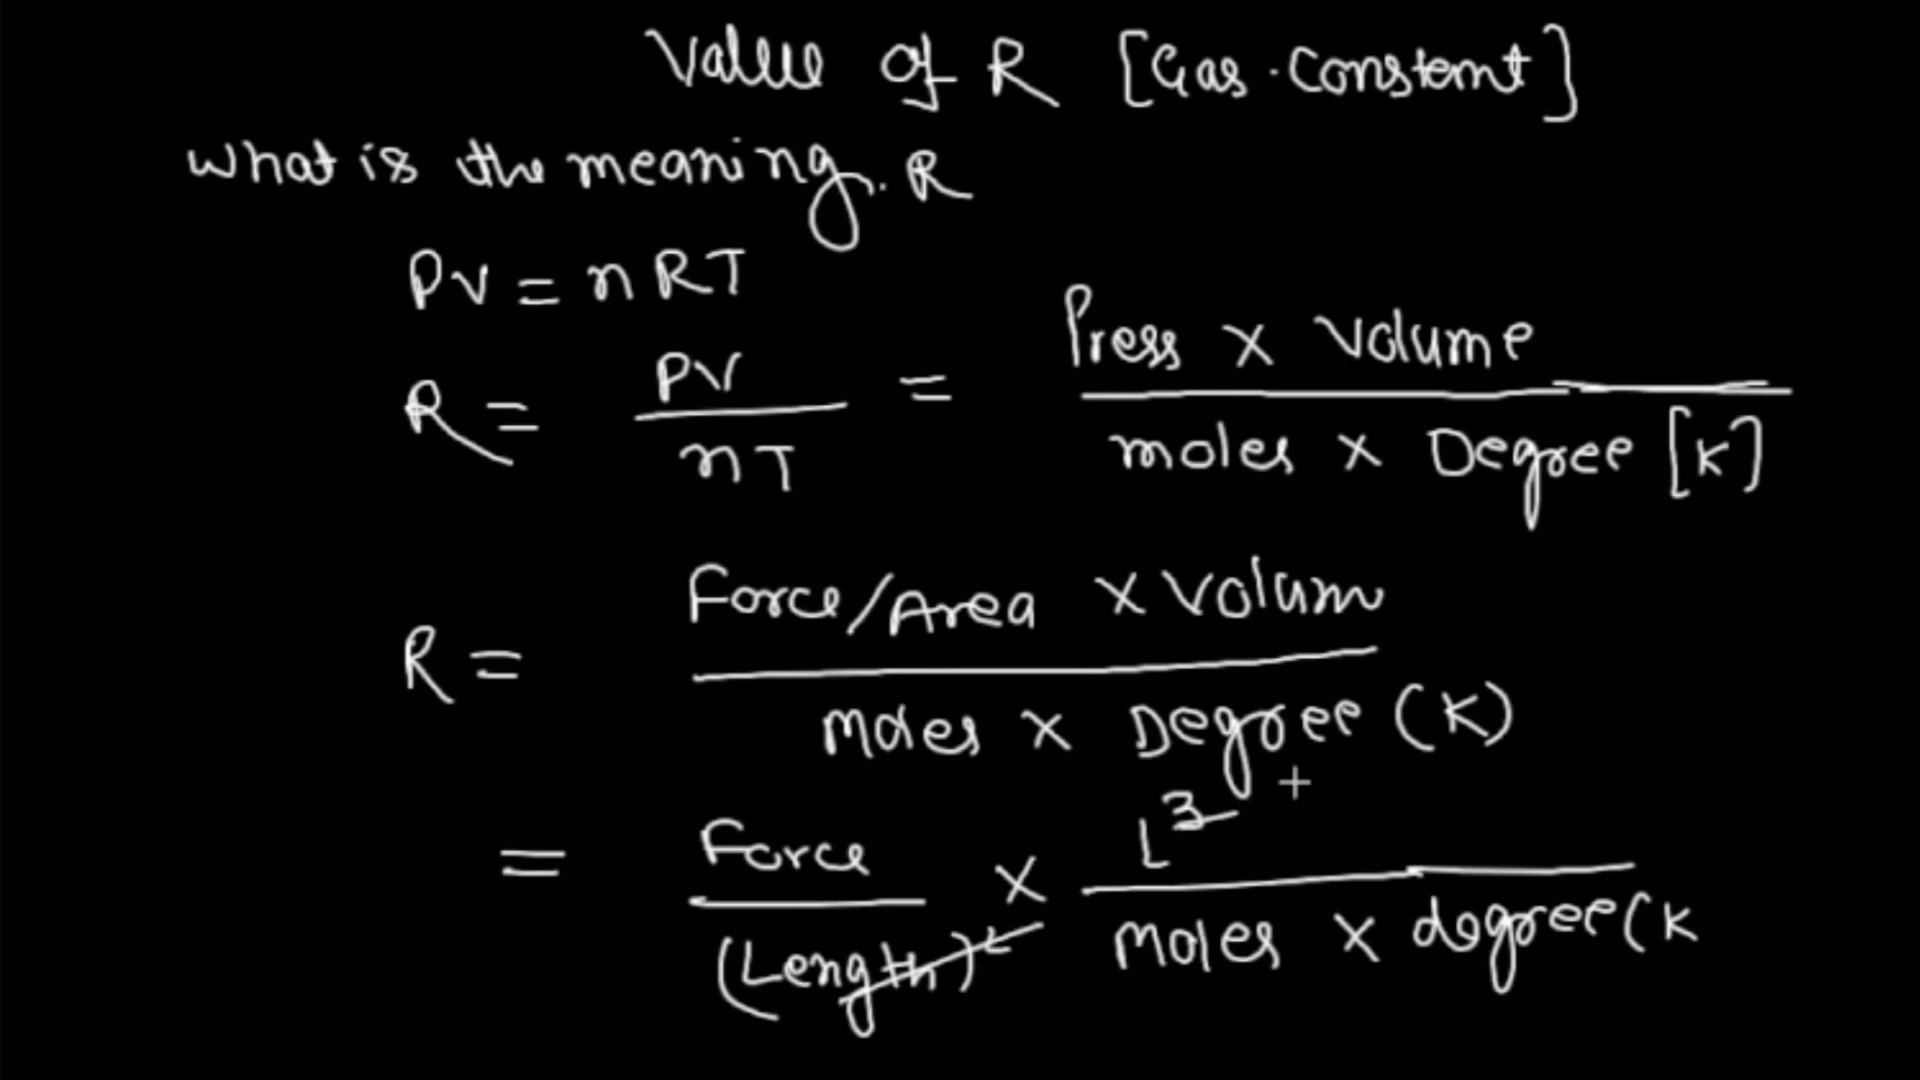 Value of R [Gas. Constant]
What is the meaning. R
PV = nRT
R = PV / nT = Press x Volume / moles x Degree [K]
R = Force/Area x Volum / Moles x Degree (K)
= Force / (Length)² x L³ / Moles x degree (K